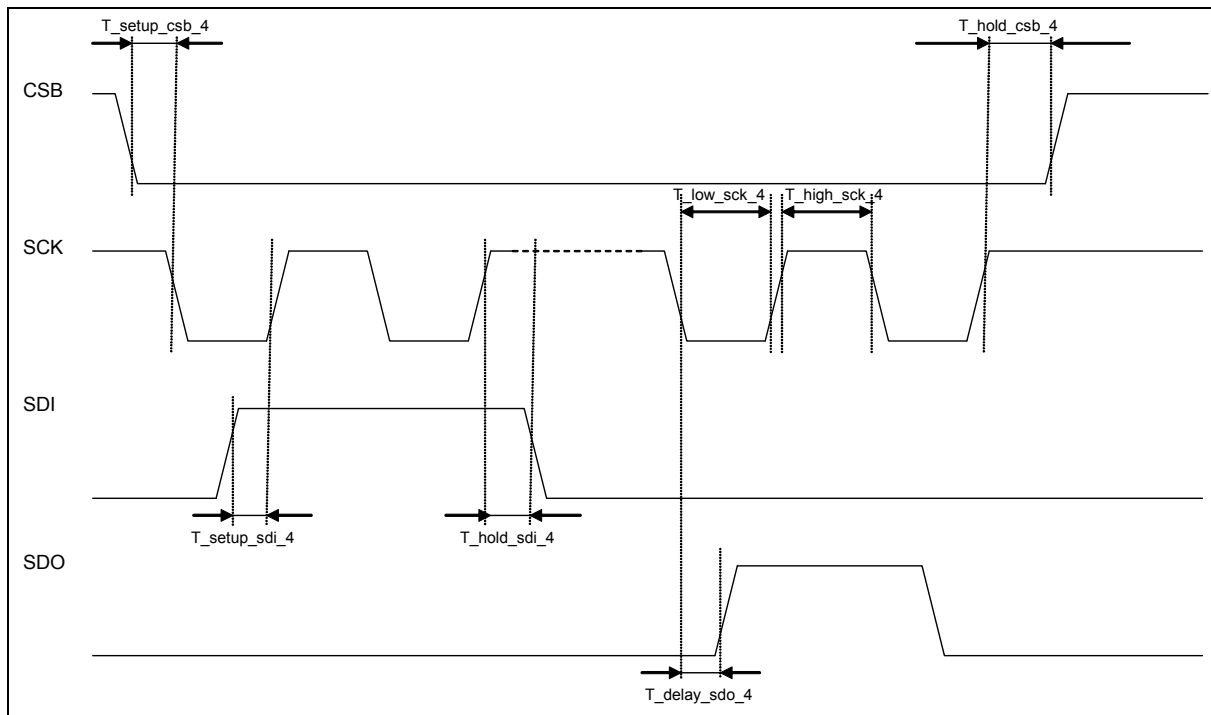 T_setup_csb_4
T_hold_csb_4
CSB
T_low_sck_4
T_high_sck_4
SCK
SDI
T_setup_sdi_4
T_hold_sdi_4
SDO
T_delay_sdo_4